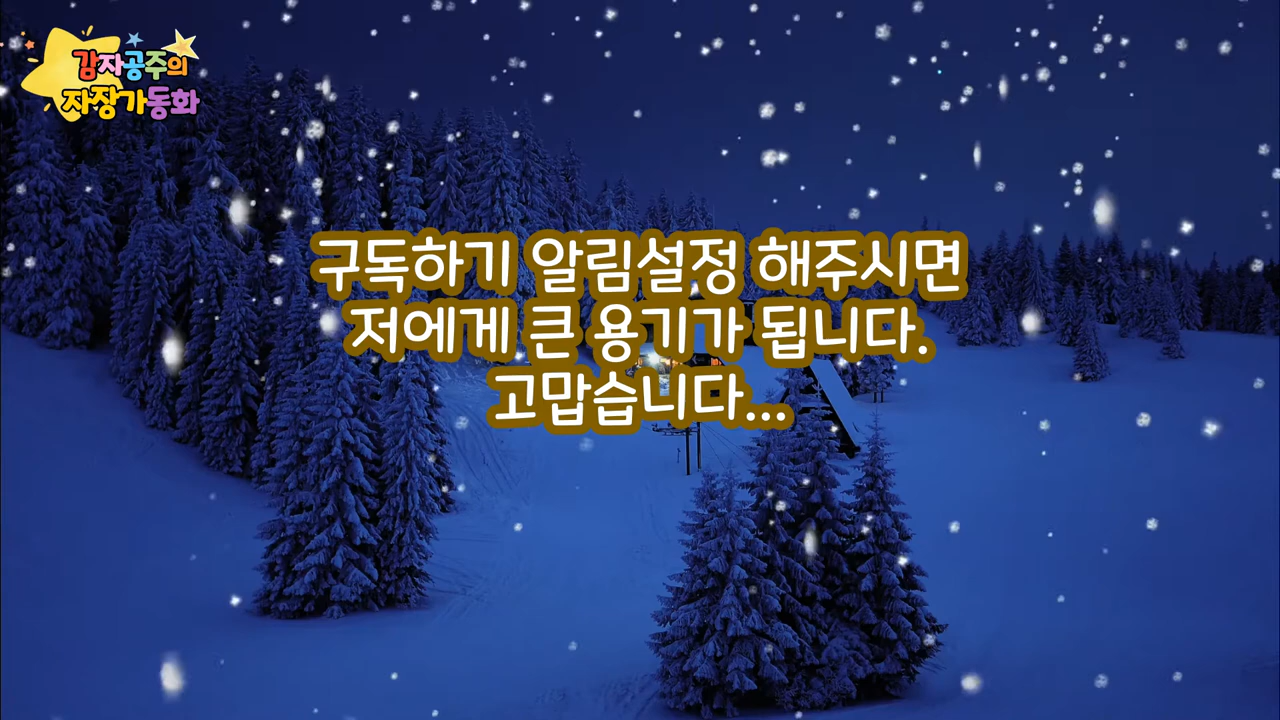 감자공주의
자장가동화
구독하기 알림설정 해주시면
저에게 큰 용기가 됩니다.
고맙습니다...